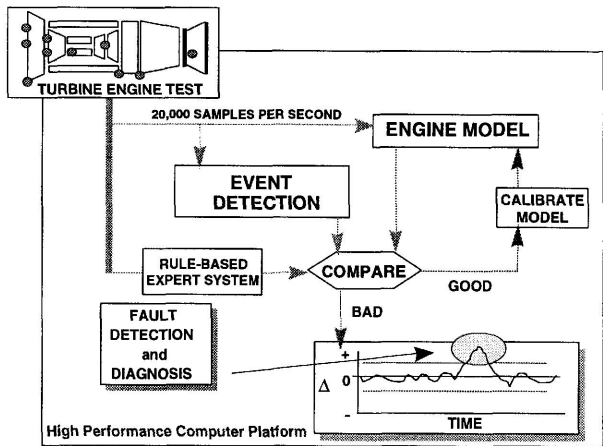 TURBINE ENGINE TEST
20,000 SAMPLES PER SECOND
ENGINE MODEL
EVENT
DETECTION
CALIBRATE
MODEL
RULE-BASED
EXPERT SYSTEM
COMPARE
GOOD
BAD
FAULT
DETECTION
and
DIAGNOSIS
+
Δ 0
–
TIME
High Performance Computer Platform